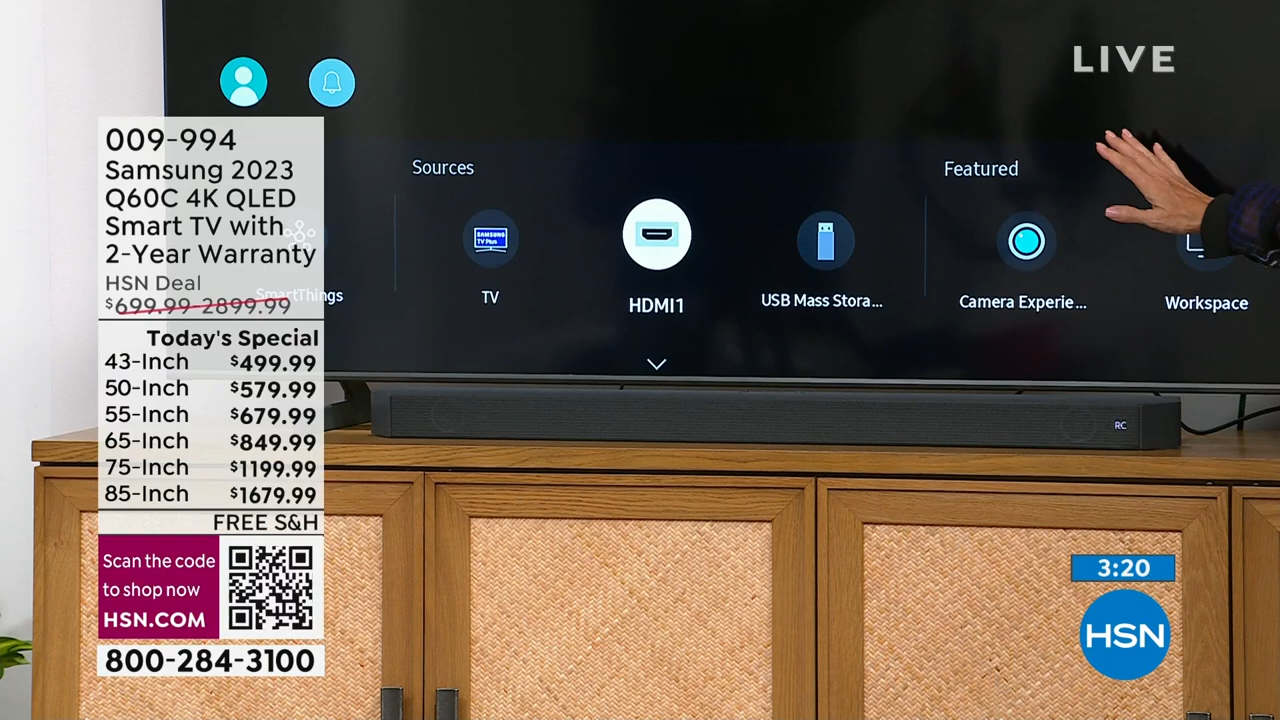 LIVE
009-994
Samsung 2023
Q60C 4K QLED
Smart TV with
2-Year Warranty
HSN Deal
$699.99-2899.99
Today's Special
43-Inch $499.99
50-Inch $579.99
55-Inch $679.99
65-Inch $849.99
75-Inch $1199.99
85-Inch $1679.99
FREE S&H
Scan the code
to shop now
HSN.COM
800-284-3100
SmartThings
Sources
SAMSUNG
TV Plus
TV
HDMI1
USB Mass Stora...
Featured
Camera Experie...
Workspace
RC
3:20
HSN